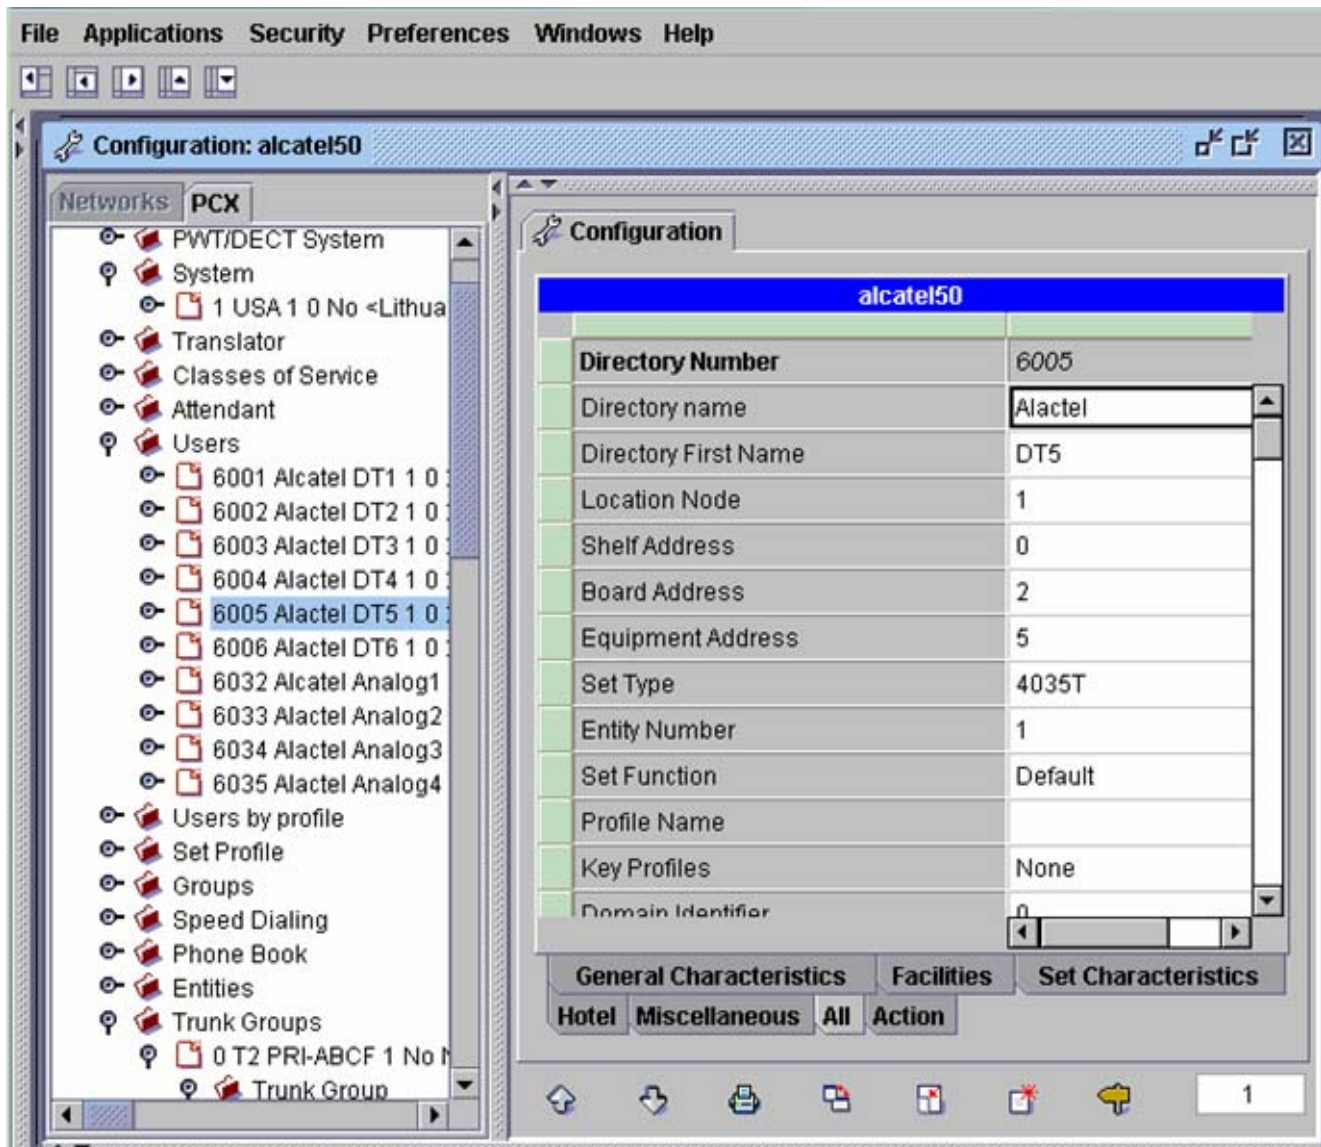 File Applications Security Preferences Windows Help
Configuration: alcatel50
Networks PCX
PWT/DECT System
System
1 USA 1 0 No <Lithua
Translator
Classes of Service
Attendant
Users
6001 Alcatel DT1 1 0
6002 Alactel DT2 1 0
6003 Alactel DT3 1 0
6004 Alactel DT4 1 0
6005 Alactel DT5 1 0
6006 Alactel DT6 1 0
6032 Alcatel Analog1
6033 Alactel Analog2
6034 Alactel Analog3
6035 Alactel Analog4
Users by profile
Set Profile
Groups
Speed Dialing
Phone Book
Entities
Trunk Groups
0 T2 PRI-ABCF 1 No
Trunk Group
Configuration
alcatel50
Directory Number 6005
Directory name Alactel
Directory First Name DT5
Location Node 1
Shelf Address 0
Board Address 2
Equipment Address 5
Set Type 4035T
Entity Number 1
Set Function Default
Profile Name
Key Profiles None
Domain Identifier 0
General Characteristics Facilities Set Characteristics
Hotel Miscellaneous All Action
1